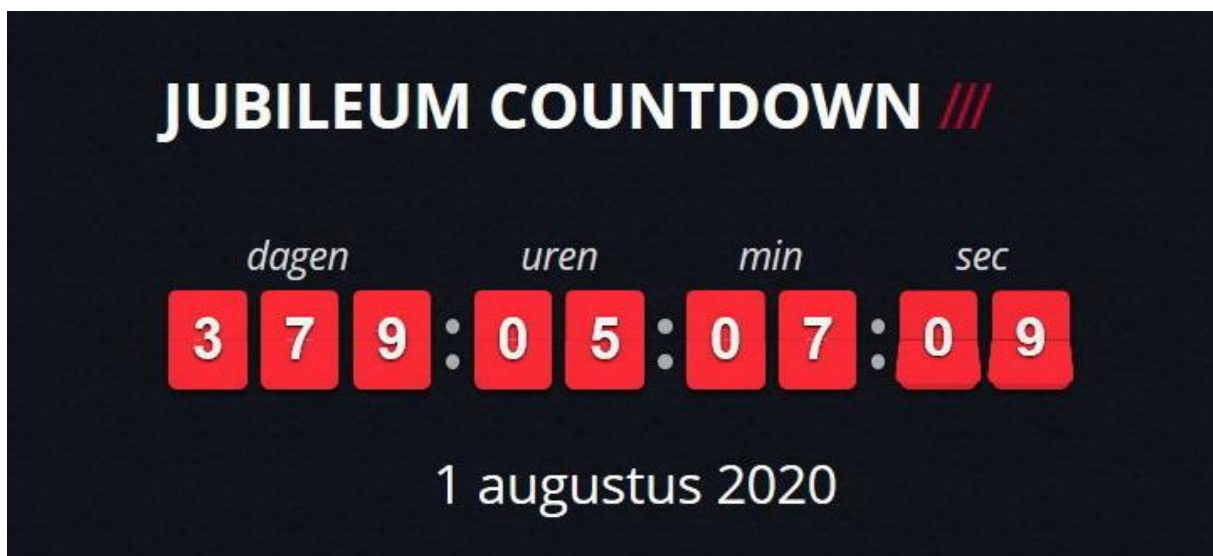 JUBILEUM COUNTDOWN ///
dagen uren min sec
379:05:07:09
1 augustus 2020